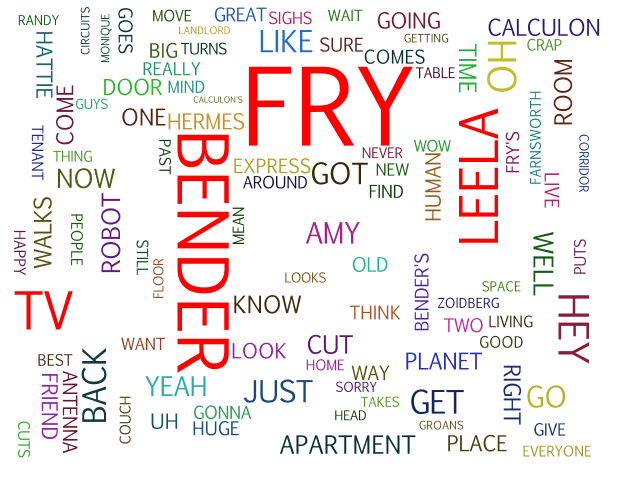 RANDY
CIRCUITS
MONIQUE
GOES
MOVE
GREAT
SIGHS
WAIT
GOING
CALCULON
LANDLORD
GETTING
HATTIE
BIG
TURNS
LIKE
SURE
COMES
TIME
HO
CRAP
REALLY
TABLE
ROOM
DOOR
MIND
FRY
COME
GUYS
CALCULON'S
ONE
HERMES
FARNSWORTH
TENANT
PAST
BENDER
LEELA
FRY'S
CORRIDOR
THING
NEVER
WOW
EXPRESS
GOT
NEW
HUMAN
NOW
AROUND
FIND
LIVE
WALKS
ROBOT
PEOPLE
MEAN
AMY
HAPPY
STILL
FLOOR
OLD
BENDER'S
WELL
PUTS
LOOKS
SPACE
TV
KNOW
THINK
ZOIDBERG
TWO
LIVING
HEY
WANT
LOOK
CUT
GOOD
BEST
BACK
HOME
WAY
PLANET
FRIEND
ANTENNA
YEAH
JUST
SORRY
TAKES
GET
RIGHT
GO
COUCH
UH
GONNA
HUGE
HEAD
GROANS
GIVE
CUTS
APARTMENT
PLACE
EVERYONE